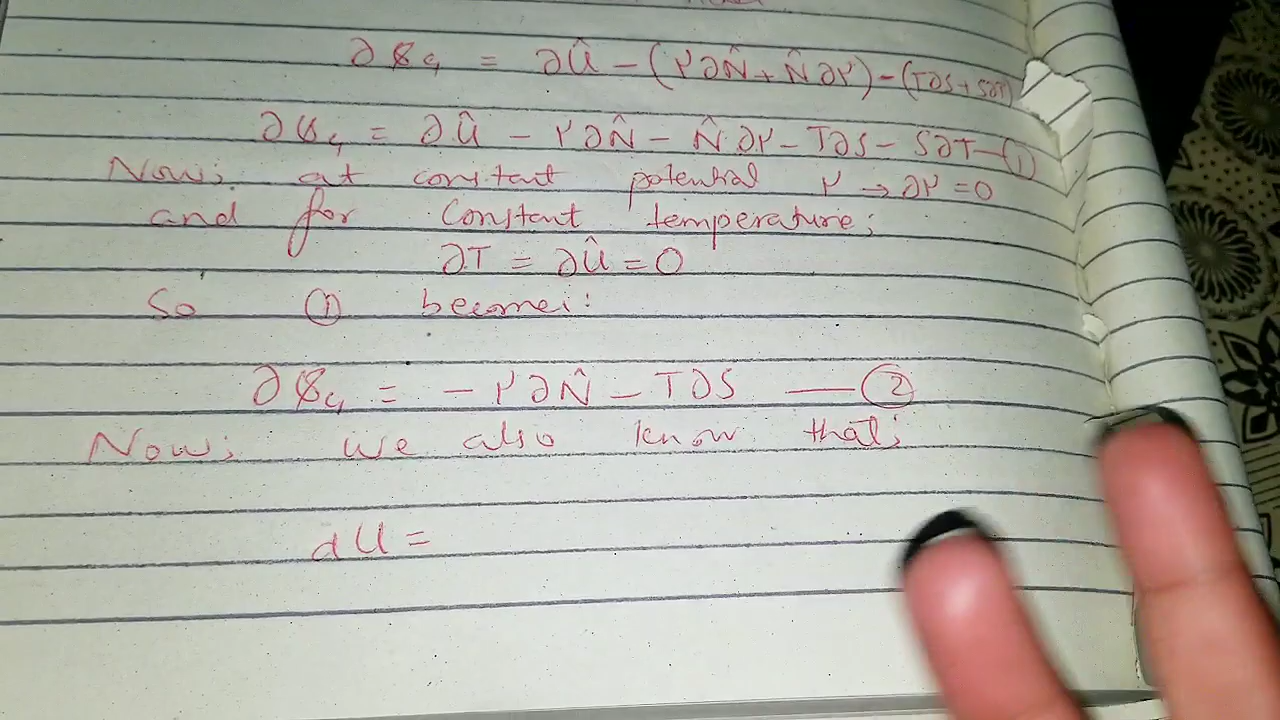 ∂Φ_G = ∂Û - (μ∂N̂ + N̂∂μ) - (T∂S + S∂T)
∂Φ_G = ∂Û - μ∂N̂ - N̂∂μ - T∂S - S∂T — ①
Now; at constant potential μ → ∂μ = 0
and for constant temperature;
∂T = ∂Û = 0
So ① becomes:
∂Φ_G = - μ∂N̂ - T∂S — ②
Now; we also know that;
dU =